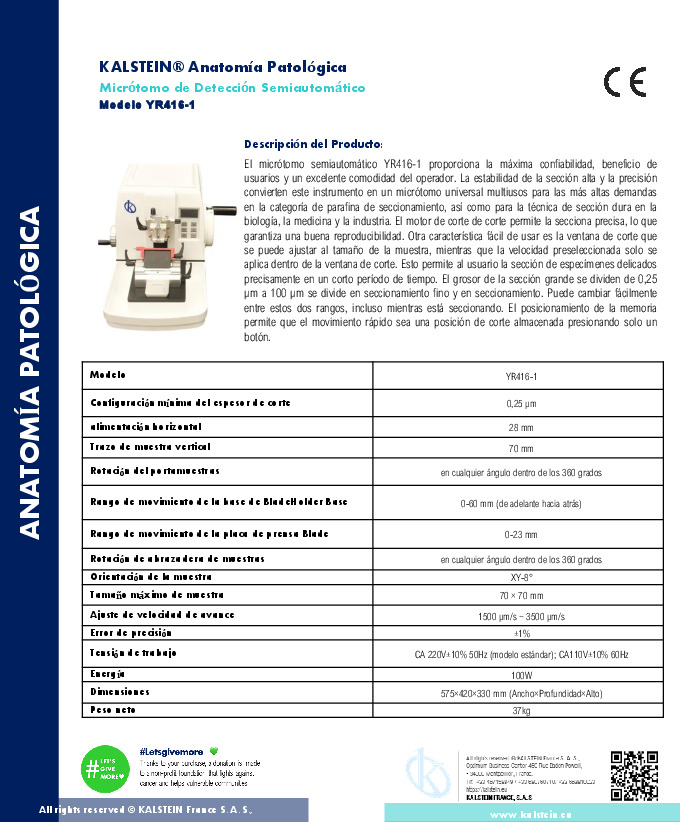 KALSTEIN® Anatomía Patológica
Micrótomo de Detección Semiautomático
Modelo YR416-1
CE
ANATOMÍA PATOLÓGICA
Descripción del Producto:
El micrótomo semiautomático YR416-1 proporciona la máxima confiabilidad, beneficio de
usuarios y un excelente comodidad del operador. La estabilidad de la sección alta y la precisión
convierten este instrumento en un micrótomo universal multiusos para las más altas demandas
en la categoría de parafina de seccionamiento, así como para la técnica de sección dura en la
biología, la medicina y la industria. El motor de corte de corte permite la secciona precisa, lo que
garantiza una buena reproducibilidad. Otra característica fácil de usar es la ventana de corte que
se puede ajustar al tamaño de la muestra, mientras que la velocidad preseleccionada solo se
aplica dentro de la ventana de corte. Esto permite al usuario la sección de especímenes delicados
precisamente en un corto período de tiempo. El grosor de la sección grande se dividen de 0,25
µm a 100 µm se divide en seccionamiento fino y en seccionamiento. Puede cambiar fácilmente
entre estos dos rangos, incluso mientras está seccionando. El posicionamiento de la memoria
permite que el movimiento rápido sea una posición de corte almacenada presionando solo un
botón.
Modelo YR416-1
Configuración mínima del espesor de corte 0,25 µm
alimentación horizontal 28 mm
Trazo de muestra vertical 70 mm
Rotación del portamuestras en cualquier ángulo dentro de los 360 grados
Rango de movimiento de la base de BladeHolder Base 0-60 mm (de adelante hacia atrás)
Rango de movimiento de la placa de prensa Blade 0-23 mm
Rotación de abrazadera de muestras en cualquier ángulo dentro de los 360 grados
Orientación de la muestra XY-8°
Tamaño máximo de muestra 70 × 70 mm
Ajuste de velocidad de avance 1500 µm/s – 3500 µm/s
Error de precisión ±1%
Tensión de trabajo CA 220V±10% 50Hz (modelo estándar); CA110V±10% 60Hz
Energía 100W
Dimensiones 575×420×330 mm (Ancho×Profundidad×Alto)
Peso neto 37kg
# LET'S
GIVE
MORE
#Letsgivemore
Thanks to your purchase, a donation is made
to a non-profit foundation that fights against
cancer and helps vulnerable communities
All rights reserved © KALSTEIN France S. A. S.,
https://kalstein.eu
KALSTEIN FRANCE, S.A.S
All rights reserved © KALSTEIN France S.A.S.,
www.kalstein.eu